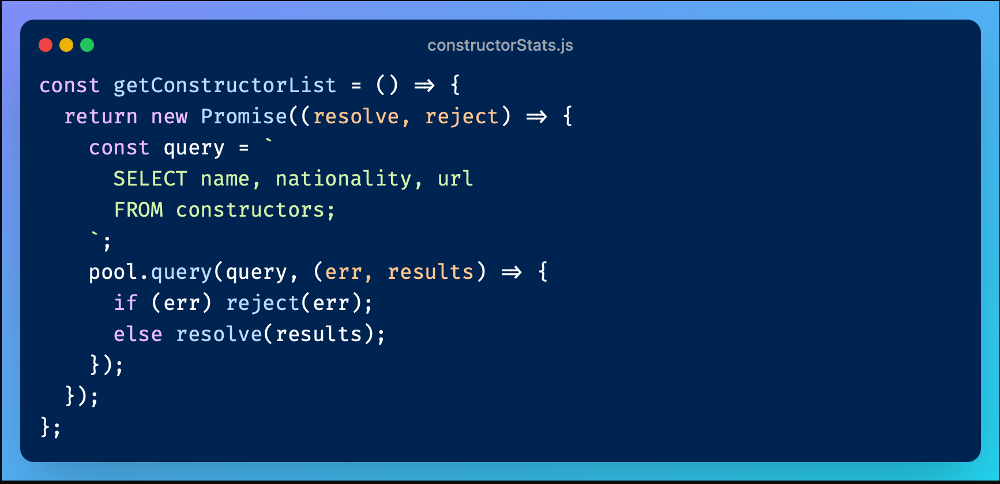 constructorStats.js
const getConstructorList = () => {
  return new Promise((resolve, reject) => {
    const query = `
      SELECT name, nationality, url
      FROM constructors;
    `;
    pool.query(query, (err, results) => {
      if (err) reject(err);
      else resolve(results);
    });
  });
};